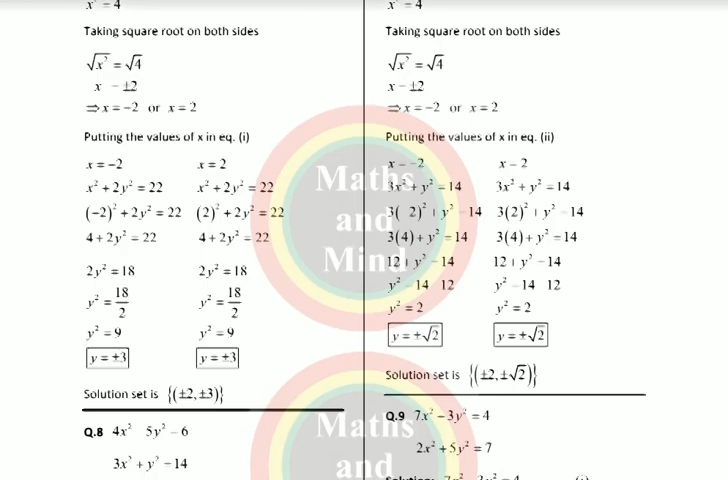 x² = 4
Taking square root on both sides
√x² = √4
x = ±2
⇒ x = −2 or x = 2
Putting the values of x in eq. (i)
x = −2 x = 2
x² + 2y² = 22 x² + 2y² = 22
(−2)² + 2y² = 22 (2)² + 2y² = 22
4 + 2y² = 22 4 + 2y² = 22
2y² = 18 2y² = 18
y² = 18/2 y² = 18/2
y² = 9 y² = 9
y = ±3 y = ±3
Solution set is {(±2, ±3)}
Q.8 4x² 5y² − 6
3x² + y² − 14
x² = 4
Taking square root on both sides
√x² = √4
x − ±2
⇒ x = −2 or x = 2
Putting the values of x in eq. (ii)
x − −2 x − 2
3x² + y² = 14 3x² + y² = 14
3( 2)² + y² − 14 3(2)² + y² − 14
3(4) + y² = 14 3(4) + y² = 14
12 + y² − 14 12 + y² − 14
y² − 14 12 y² − 14 12
y² = 2 y² = 2
y = ±√2 y = ±√2
Solution set is {(±2, ±√2)}
Q.9 7x² − 3y² = 4
2x² + 5y² = 7
Maths
and
Mind
Maths
and